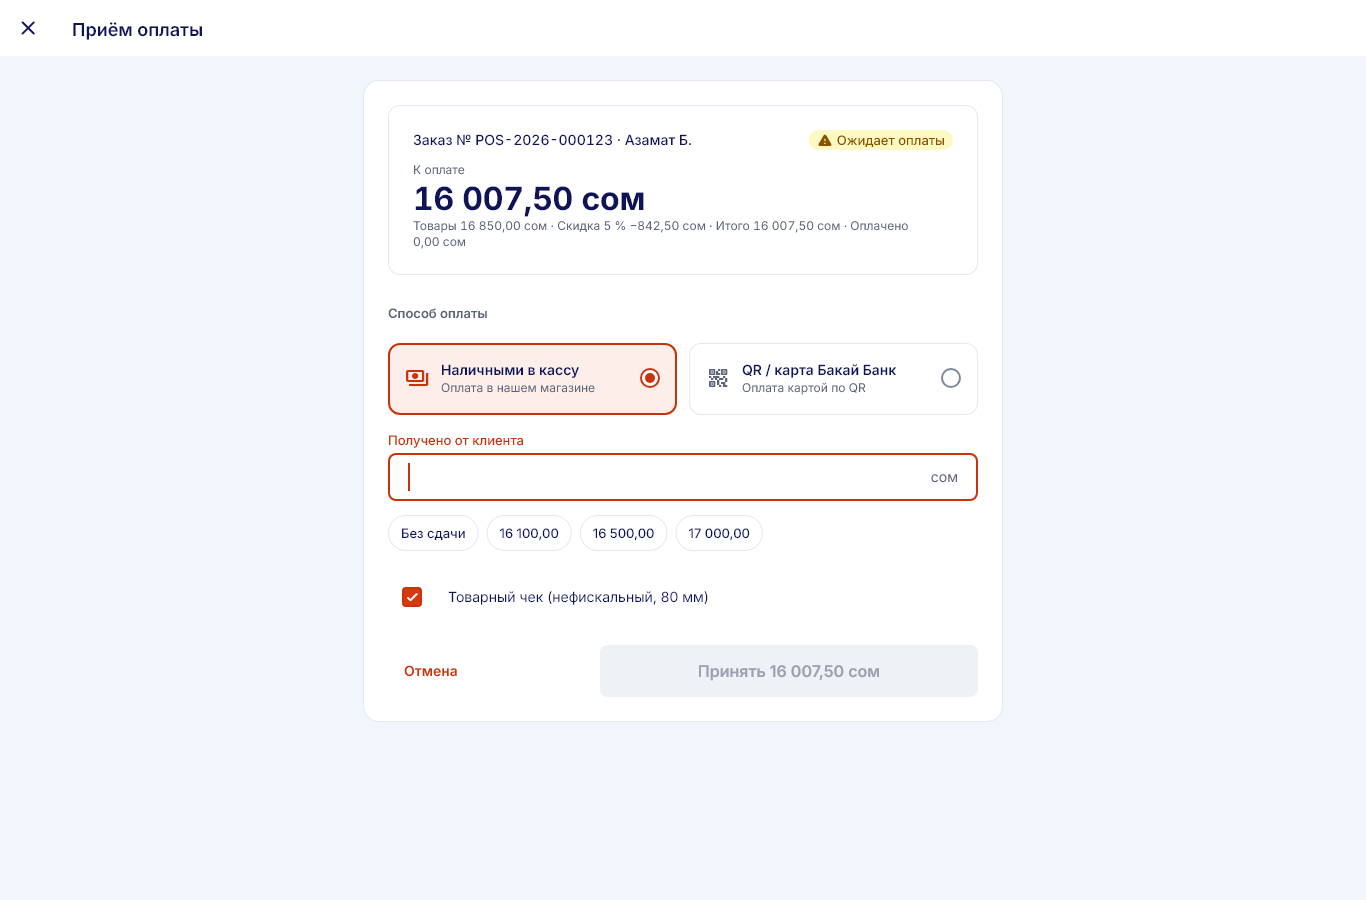 Приём оплаты
Заказ № POS-2026-000123 · Азамат Б.
Ожидает оплаты
К оплате
16 007,50 сом
Товары 16 850,00 сом · Скидка 5 % −842,50 сом · Итого 16 007,50 сом · Оплачено
0,00 сом
Способ оплаты
Наличными в кассу
Оплата в нашем магазине
QR / карта Бакай Банк
Оплата картой по QR
Получено от клиента
сом
Без сдачи
16 100,00
16 500,00
17 000,00
Товарный чек (нефискальный, 80 мм)
Отмена
Принять 16 007,50 сом